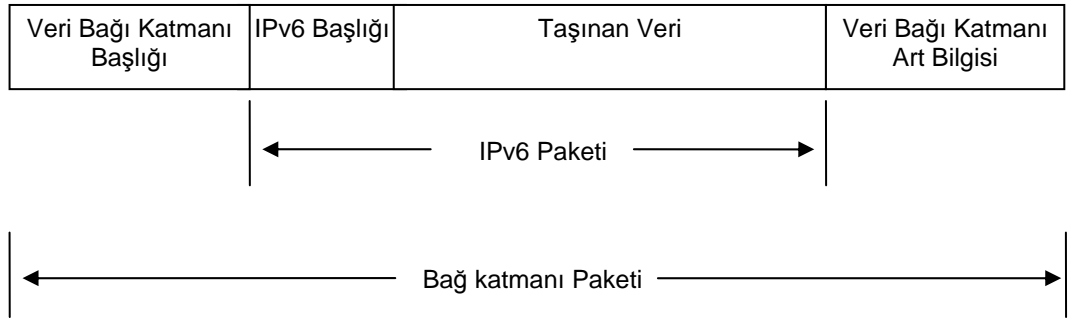 Veri Bağı Katmanı
Başlığı
IPv6 Başlığı
Taşınan Veri
Veri Bağı Katmanı
Art Bilgisi
IPv6 Paketi
Bağ katmanı Paketi